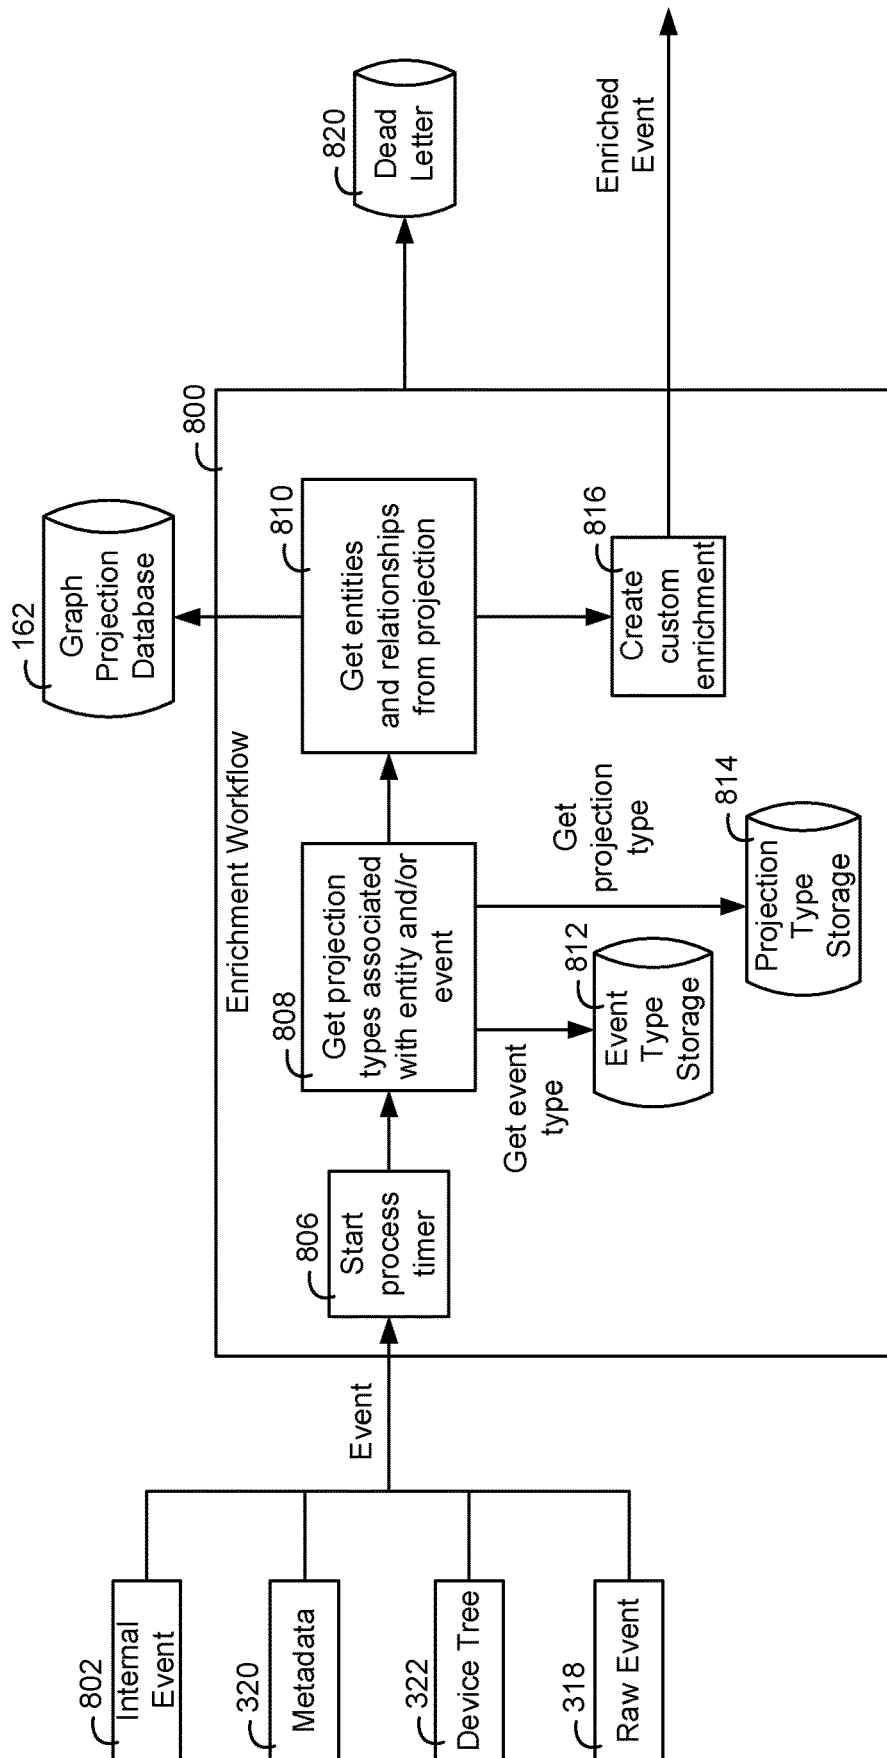 802
Internal
Event
320
Metadata
322
Device Tree
318
Raw Event
Event
800
Enrichment Workflow
806
Start
process
timer
808
Get projection
types associated
with entity and/or
event
Get event
type
812
Event
Type
Storage
Get
projection
type
814
Projection
Type
Storage
810
Get entities
and relationships
from projection
162
Graph
Projection
Database
816
Create
custom
enrichment
820
Dead
Letter
Enriched
Event